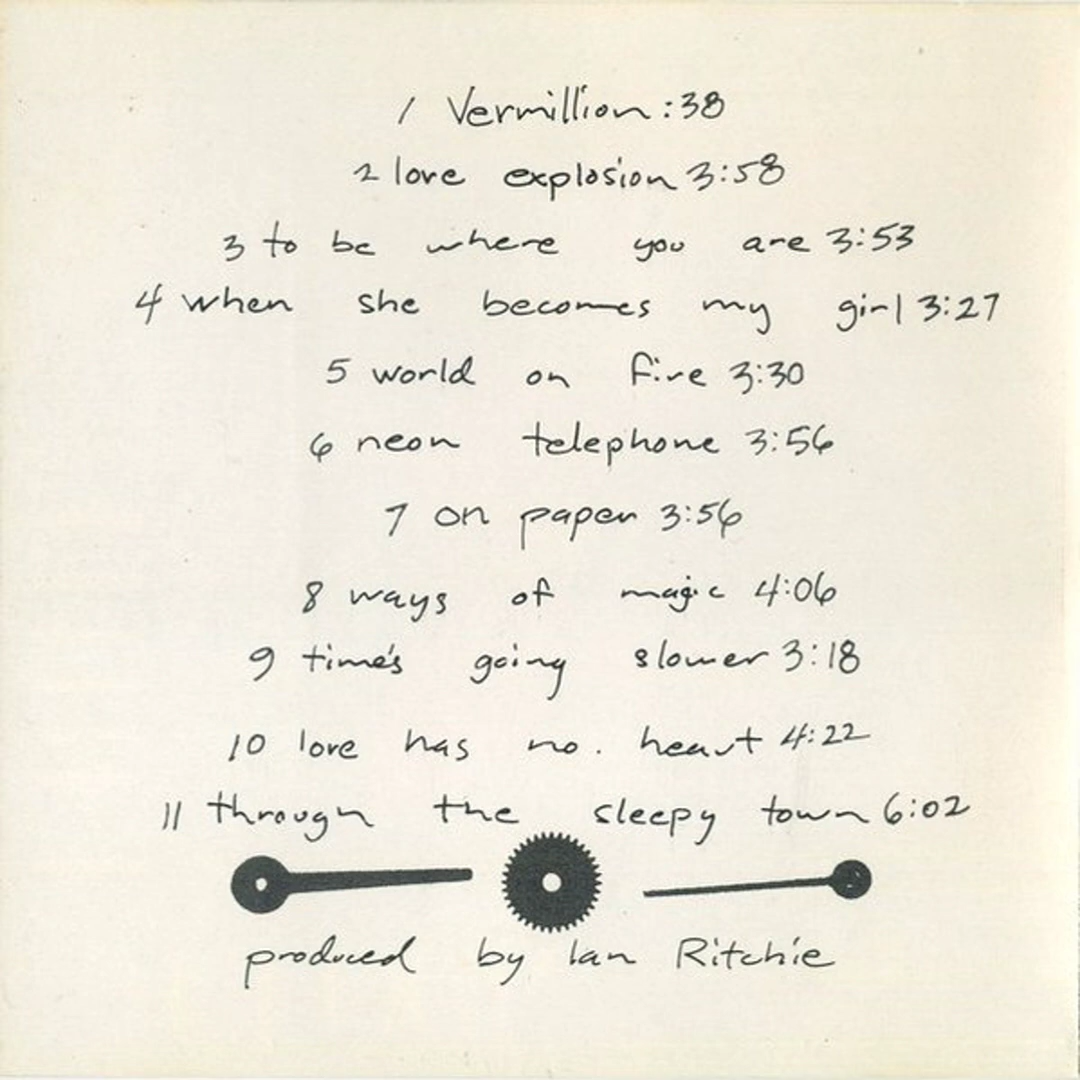 1 Vermillion :38
2 love explosion 3:58
3 to be where you are 3:53
4 when she becomes my girl 3:27
5 world on fire 3:30
6 neon telephone 3:56
7 on paper 3:56
8 ways of magic 4:06
9 time's going slower 3:18
10 love has no. heart 4:22
11 through the sleepy town 6:02
produced by Ian Ritchie